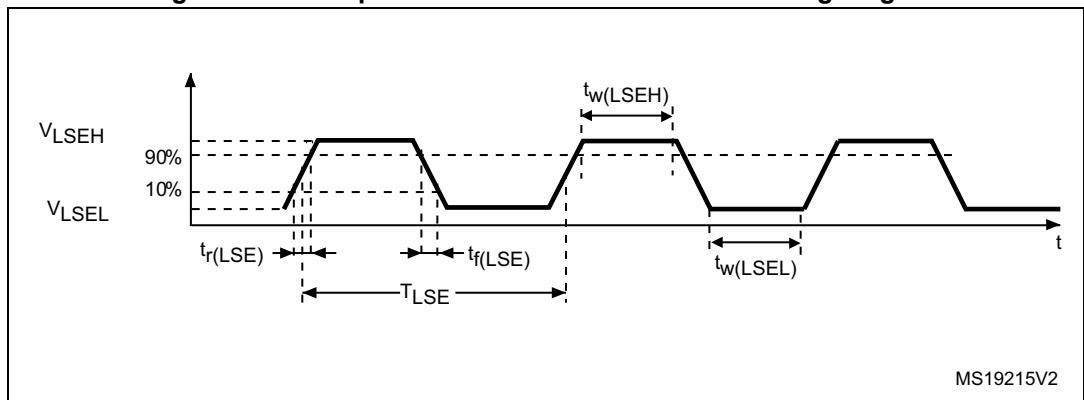 tw(LSEH)
VLSEH
90%
10%
VLSEL
t
tr(LSE)
tf(LSE)
tw(LSEL)
TLSE
MS19215V2